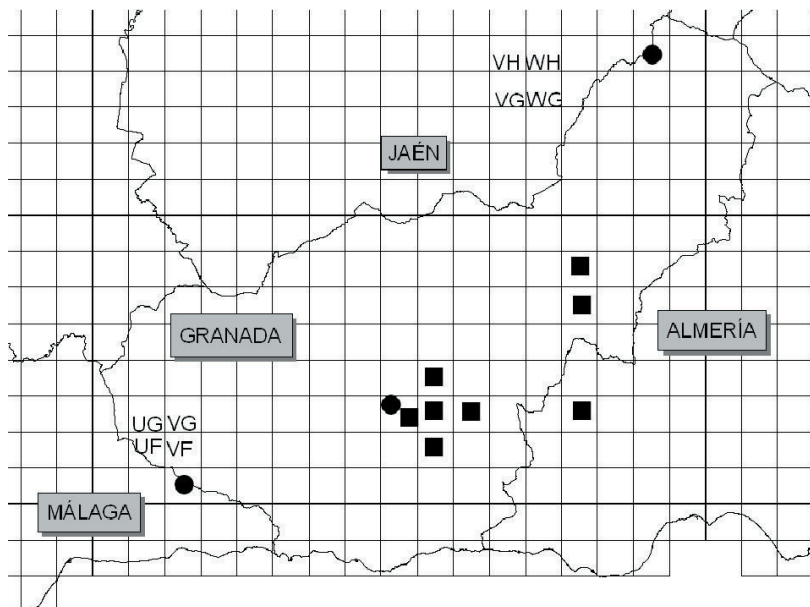 VH WH
VG WG
JAÉN
GRANADA
ALMERÍA
UG VG
UF VF
MÁLAGA